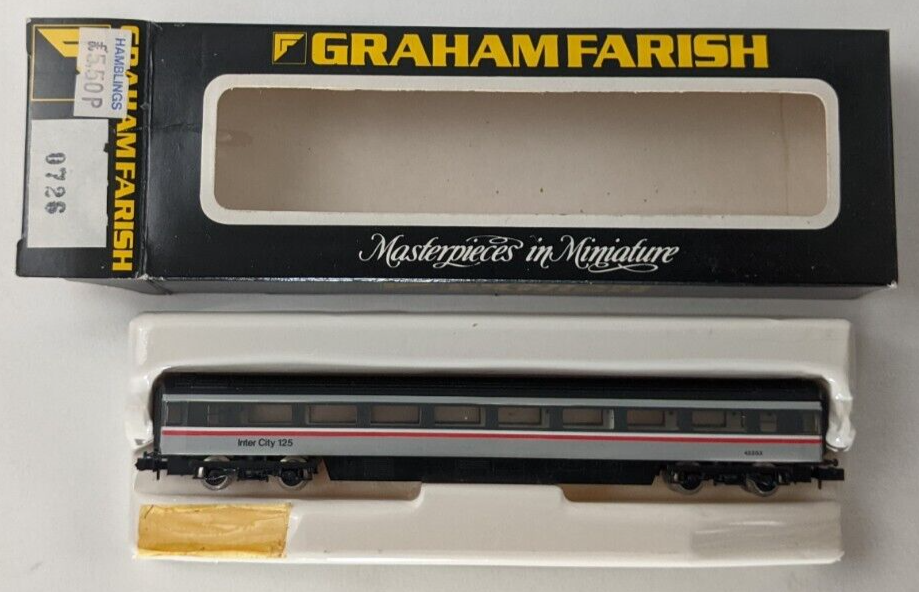 GRAHAM FARISH
HAMBLINGS
£5.50P
GRAHAM FARISH
0726
Masterpieces in Miniature
Inter City 125